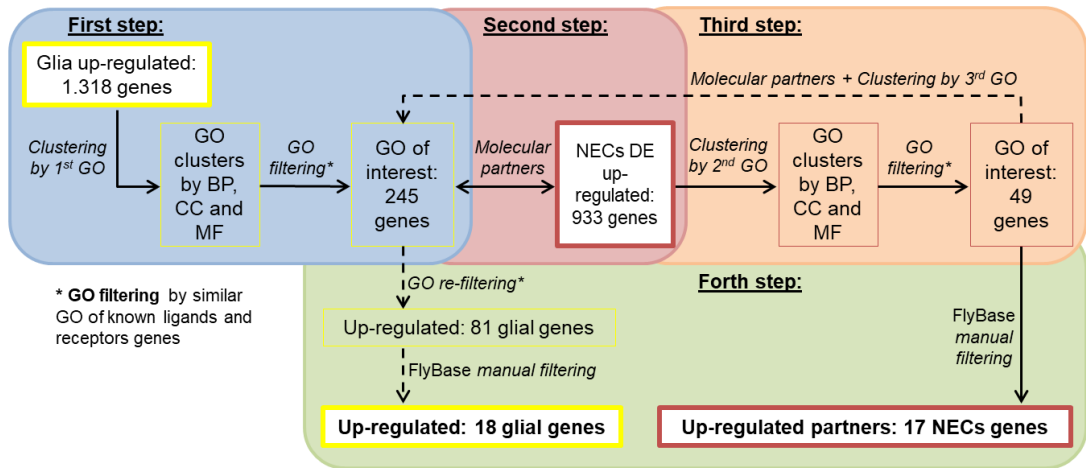 First step:
Second step:
Third step:
Glia up-regulated:
1.318 genes
Molecular partners + Clustering by 3rd GO
Clustering
by 1st GO
GO
clusters
by BP,
CC and
MF
GO
filtering*
GO of
interest:
245
genes
Molecular
partners
NECs DE
up-
regulated:
933 genes
Clustering
by 2nd GO
GO
clusters
by BP,
CC and
MF
GO
filtering*
GO of
interest:
49
genes
Forth step:
* GO filtering by similar
GO of known ligands and
receptors genes
GO re-filtering*
Up-regulated: 81 glial genes
FlyBase manual filtering
FlyBase
manual
filtering
Up-regulated: 18 glial genes
Up-regulated partners: 17 NECs genes